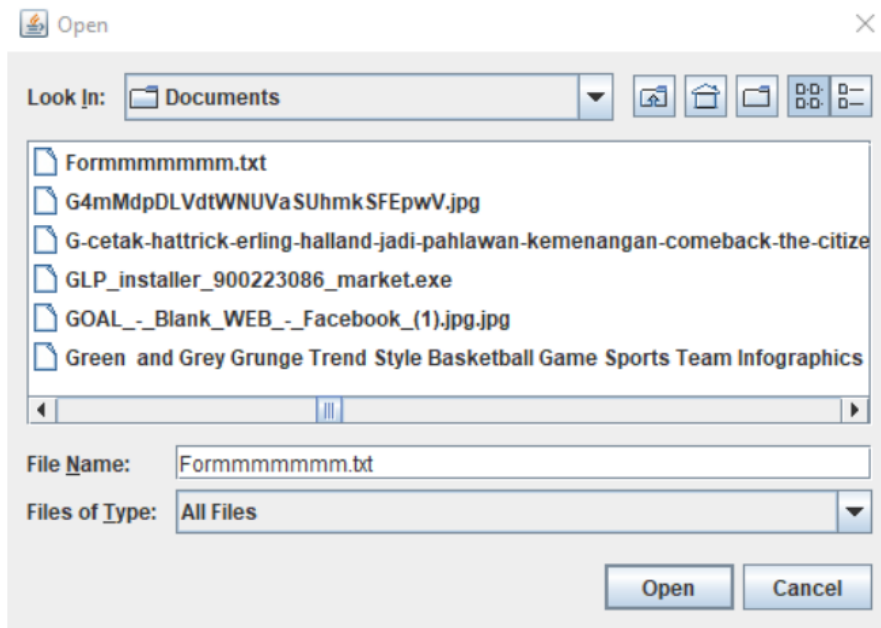 Open
Look In: Documents
Formmmmmmm.txt
G4mMdpDLVdtWNUVaSUhmkSFEpwV.jpg
G-cetak-hattrick-erling-halland-jadi-pahlawan-kemenangan-comeback-the-citize
GLP_installer_900223086_market.exe
GOAL_-_Blank_WEB_-_Facebook_(1).jpg.jpg
Green and Grey Grunge Trend Style Basketball Game Sports Team Infographics
File Name: Formmmmmmm.txt
Files of Type: All Files
Open Cancel